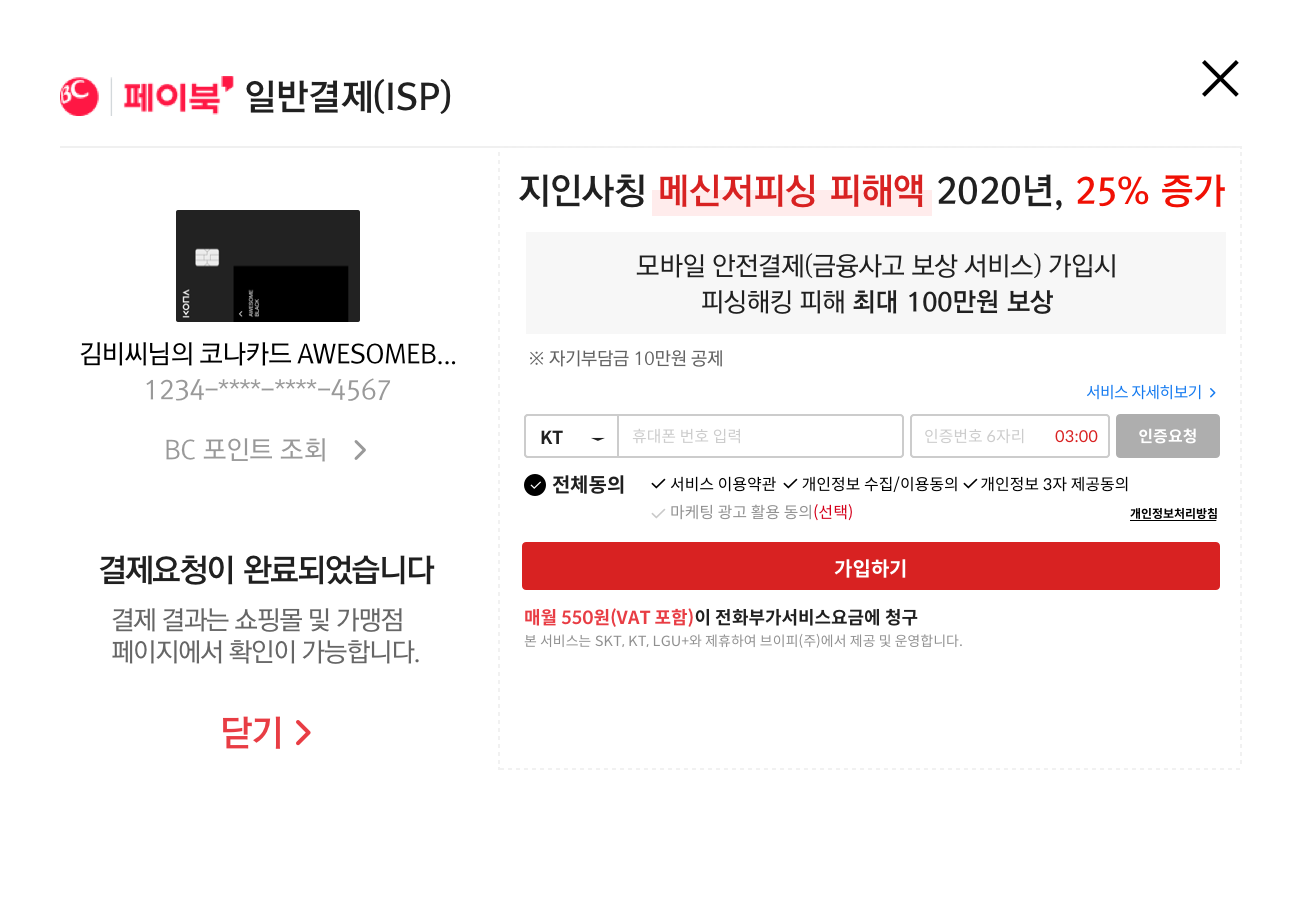 BC 페이북 일반결제(ISP)
KONA
AWESOME
BLACK
김비씨님의 코나카드 AWESOMEB...
1234-****-****-4567
BC 포인트 조회
결제요청이 완료되었습니다
결제 결과는 쇼핑몰 및 가맹점
페이지에서 확인이 가능합니다.
닫기
지인사칭 메신저피싱 피해액 2020년, 25% 증가
모바일 안전결제(금융사고 보상 서비스) 가입시
피싱해킹 피해 최대 100만원 보상
※ 자기부담금 10만원 공제
서비스 자세히보기
KT 휴대폰 번호 입력 인증번호 6자리 03:00 인증요청
전체동의 서비스 이용약관 개인정보 수집/이용동의 개인정보 3자 제공동의
마케팅 광고 활용 동의(선택) 개인정보처리방침
가입하기
매월 550원(VAT 포함)이 전화부가서비스요금에 청구
본 서비스는 SKT, KT, LGU+와 제휴하여 브이피(주)에서 제공 및 운영합니다.